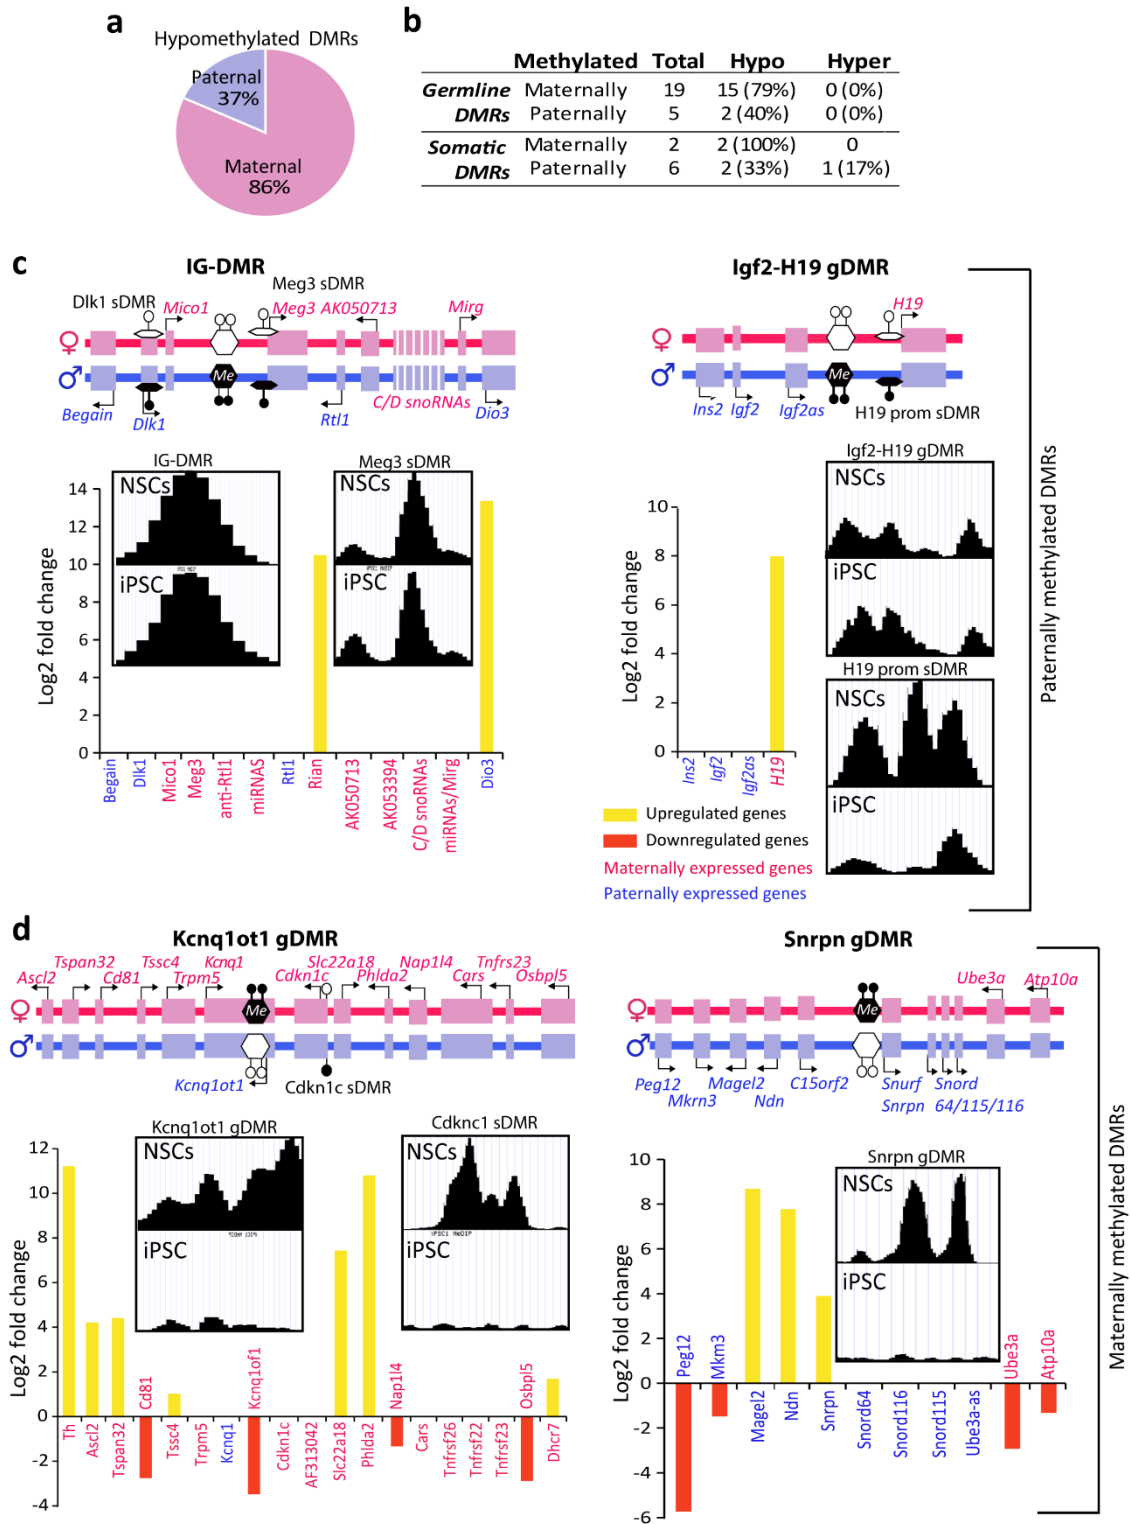 a
Hypomethylated DMRs
Paternal
37%
Maternal
86%
b
Methylated Total Hypo Hyper
Germline Maternally 19 15 (79%) 0 (0%)
DMRs Paternally 5 2 (40%) 0 (0%)
Somatic Maternally 2 2 (100%) 0
DMRs Paternally 6 2 (33%) 1 (17%)
c
IG-DMR
Meg3 sDMR
Dlk1 sDMR
Mico1
Meg3
AK050713
Mirg
♀
♂
Me
Begain
Dlk1
Rtl1
C/D snoRNAs
Dio3
Igf2-H19 gDMR
H19
♀
♂
Me
Ins2
Igf2
Igf2as
H19 prom sDMR
Paternally methylated DMRs
Log2 fold change
14
12
10
8
6
4
2
0
IG-DMR
NSCs
iPSC
Meg3 sDMR
NSCs
iPSC
Begain
Dlk1
Mico1
Meg3
anti-Rtl1
miRNAS
Rtl1
Rian
AK050713
AK053394
C/D snoRNAs
miRNAs/Mirg
Dio3
Log2 fold change
10
8
6
4
2
0
Ins2
Igf2
Igf2as
H19
Igf2-H19 gDMR
NSCs
iPSC
H19 prom sDMR
NSCs
iPSC
Upregulated genes
Downregulated genes
Maternally expressed genes
Paternally expressed genes
d
Kcnq1ot1 gDMR
Ascl2
Tspan32
Cd81
Tssc4
Trpm5
Kcnq1
Cdkn1c
Slc22a18
Phlda2
Nap1l4
Cars
Tnfrs23
Osbpl5
♀
♂
Me
Kcnq1ot1
Cdkn1c sDMR
Snrpn gDMR
Ube3a
Atp10a
♀
♂
Me
Peg12
Mkrn3
Magel2
Ndn
C15orf2
Snurf
Snrpn
Snord
64/115/116
Maternally methylated DMRs
Log2 fold change
12
10
8
6
4
2
0
-2
-4
Kcnq1ot1 gDMR
NSCs
iPSC
Cdknc1 sDMR
NSCs
IPSC1 MeDIP
iPSC
Th
Ascl2
Tspan32
Cd81
Tssc4
Trpm5
Kcnq1
Kcnq1of1
Cdkn1c
AF313042
Slc22a18
Phlda2
Nap1l4
Cars
Tnfrsf26
Tnfrsf22
Tnfrsf23
Osbpl5
Dhcr7
Log2 fold change
10
8
6
4
2
0
-2
-4
-6
Snrpn gDMR
NSCs
iPSC
Peg12
Mkm3
Magel2
Ndn
Snrpn
Snord64
Snord116
Snord115
Ube3a-as
Ube3a
Atp10a